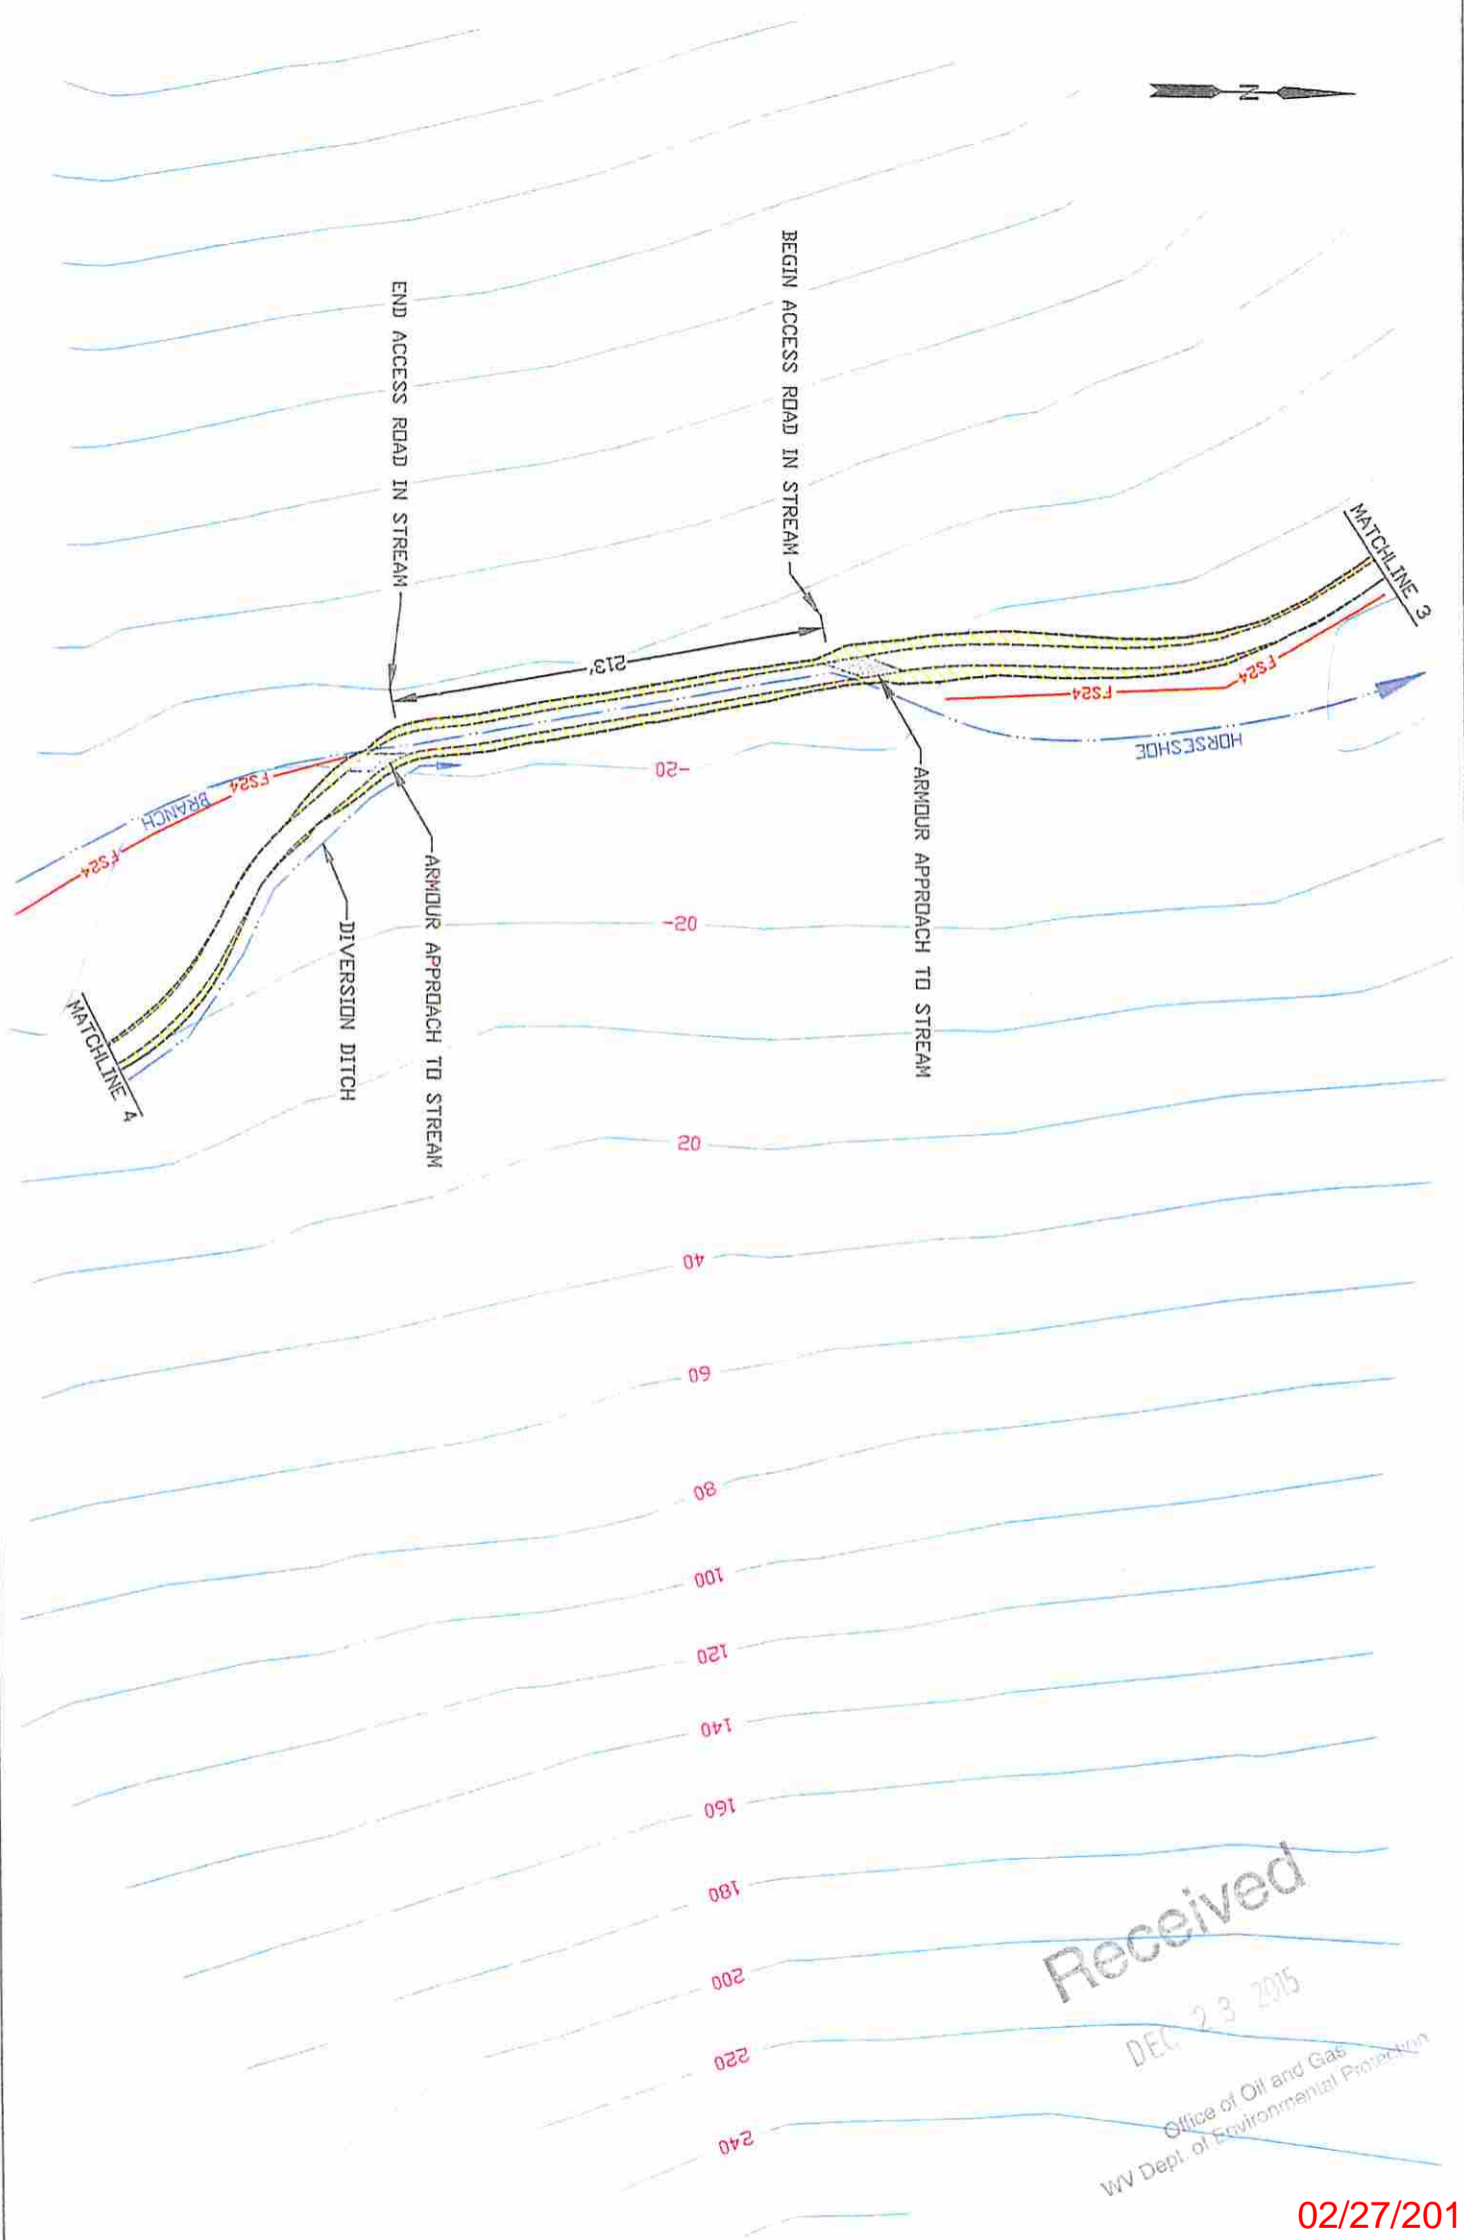 N
BEGIN ACCESS ROAD IN STREAM
END ACCESS ROAD IN STREAM
MATCHLINE 3
213'
FS24
FS24
HORSESHOE
FS24
BRANCH
FS24
ARMOUR APPROACH TO STREAM
ARMOUR APPROACH TO STREAM
DIVERSION DITCH
MATCHLINE 4
-20
-20
20
40
60
80
100
120
140
160
180
200
220
240
Received
DEC 23 2015
Office of Oil and Gas
WV Dept. of Environmental Protection
02/27/201